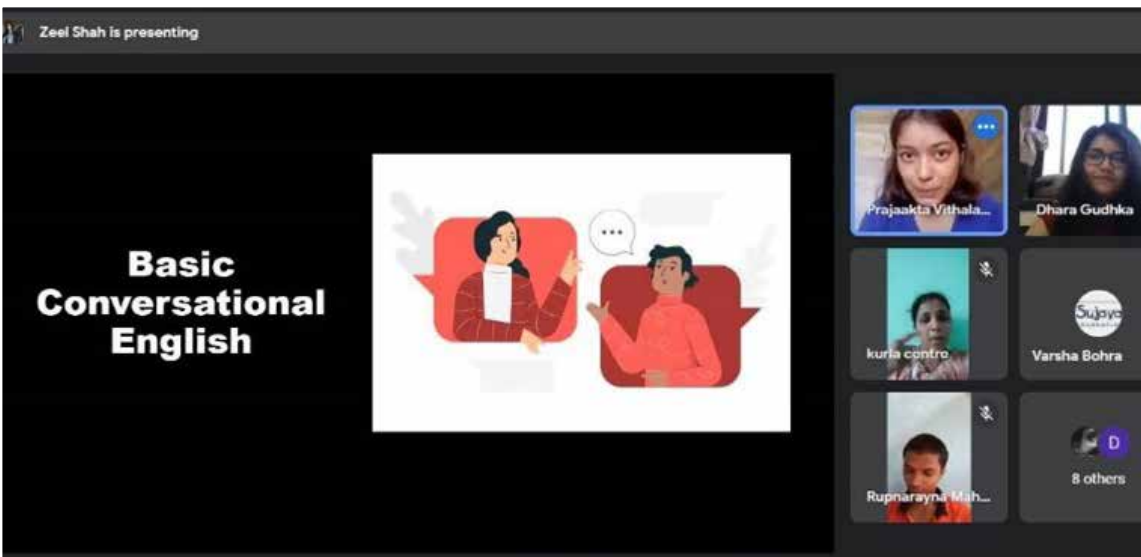 Zeel Shah is presenting
Basic
Conversational
English
Prajaakta Vithala...
Dhara Gudhka
kurla contro
Sujaya
Varsha Bohra
Rupnarayna Mah...
D
8 others